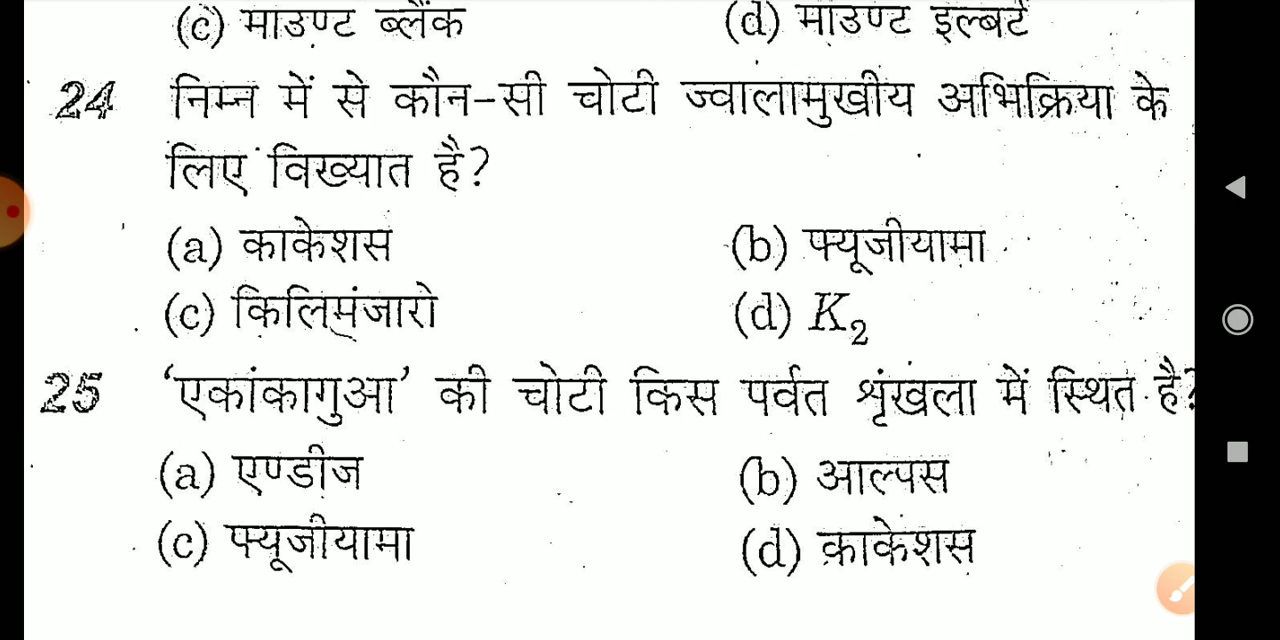 (c) माउण्ट ब्लैंक (d) माउण्ट इल्बर्ट
24 निम्न में से कौन-सी चोटी ज्वालामुखीय अभिक्रिया के
लिए विख्यात है?
(a) काकेशस (b) फ्यूजीयामा
(c) किलिमंजारो (d) K₂
25 ‘एकांकागुआ’ की चोटी किस पर्वत शृंखला में स्थित है?
(a) एण्डीज (b) आल्पस
(c) फ्यूजीयामा (d) काकेशस